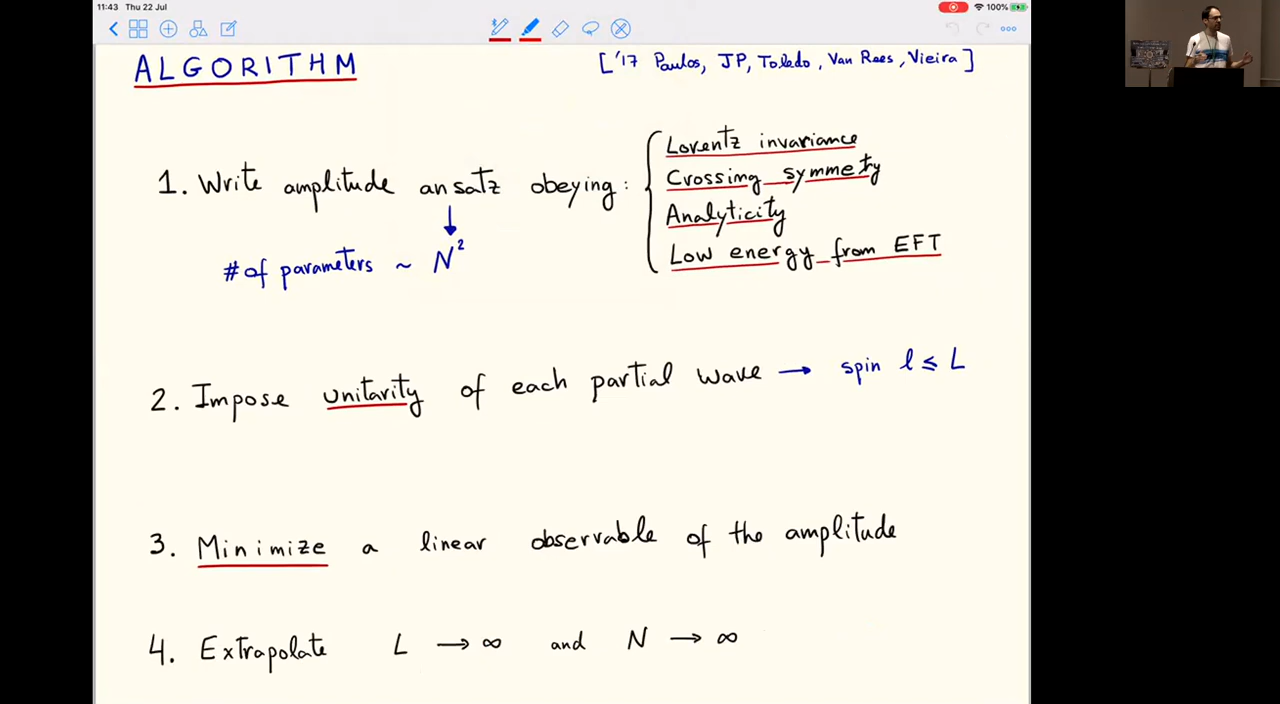 11:43 Thu 22 Jul
100%
ALGORITHM
['17 Paulos, JP, Toledo, Van Rees, Vieira]
1. Write amplitude ansatz obeying:
Lorentz invariance
Crossing symmetry
Analyticity
Low energy from EFT
# of parameters ~ N²
2. Impose unitarity of each partial wave → spin l ≤ L
3. Minimize a linear observable of the amplitude
4. Extrapolate L → ∞ and N → ∞